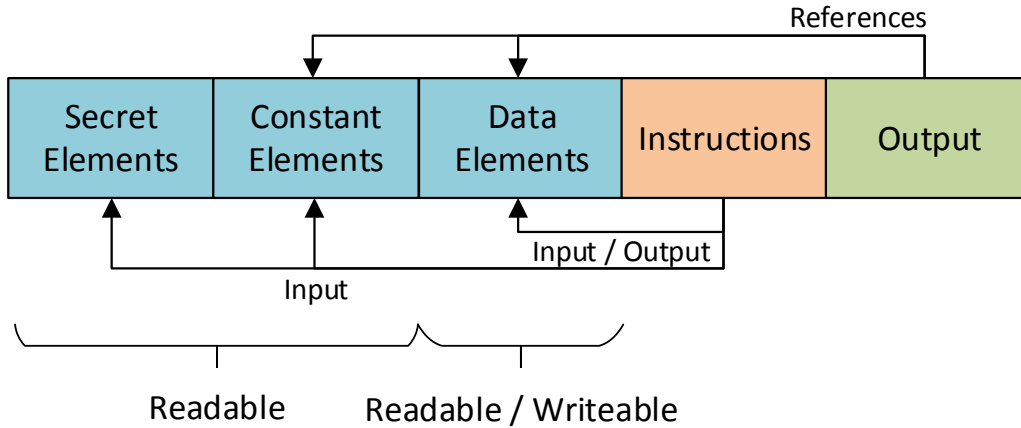 References
Secret
Elements
Constant
Elements
Data
Elements
Instructions
Output
Input / Output
Input
Readable
Readable / Writeable